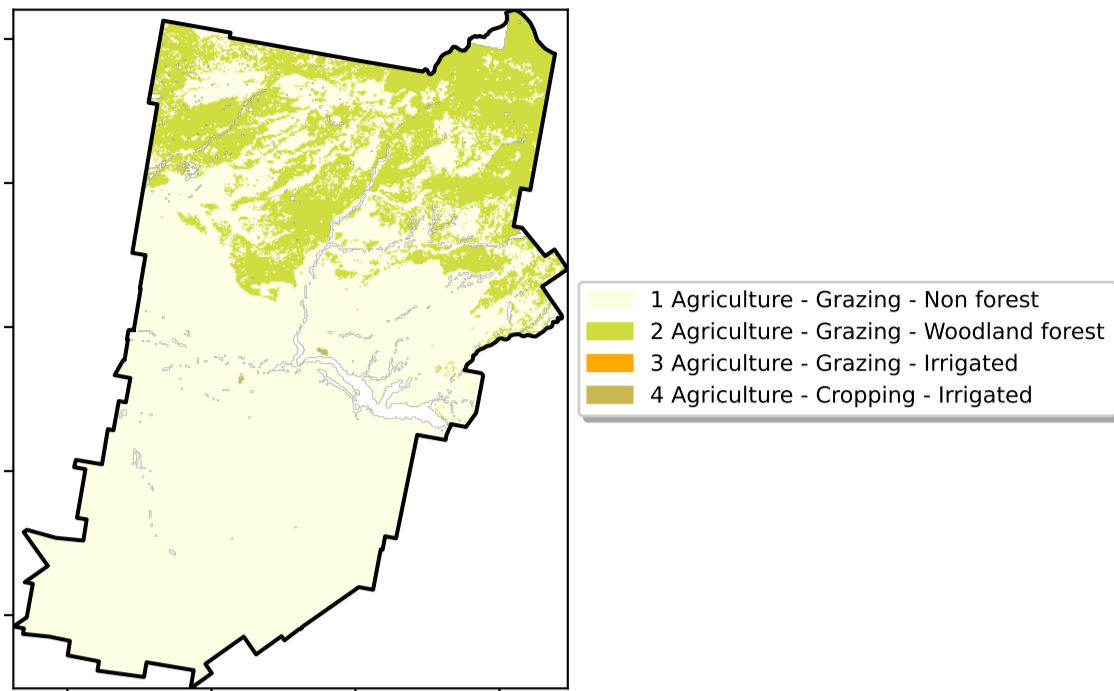 1 Agriculture - Grazing - Non forest
2 Agriculture - Grazing - Woodland forest
3 Agriculture - Grazing - Irrigated
4 Agriculture - Cropping - Irrigated